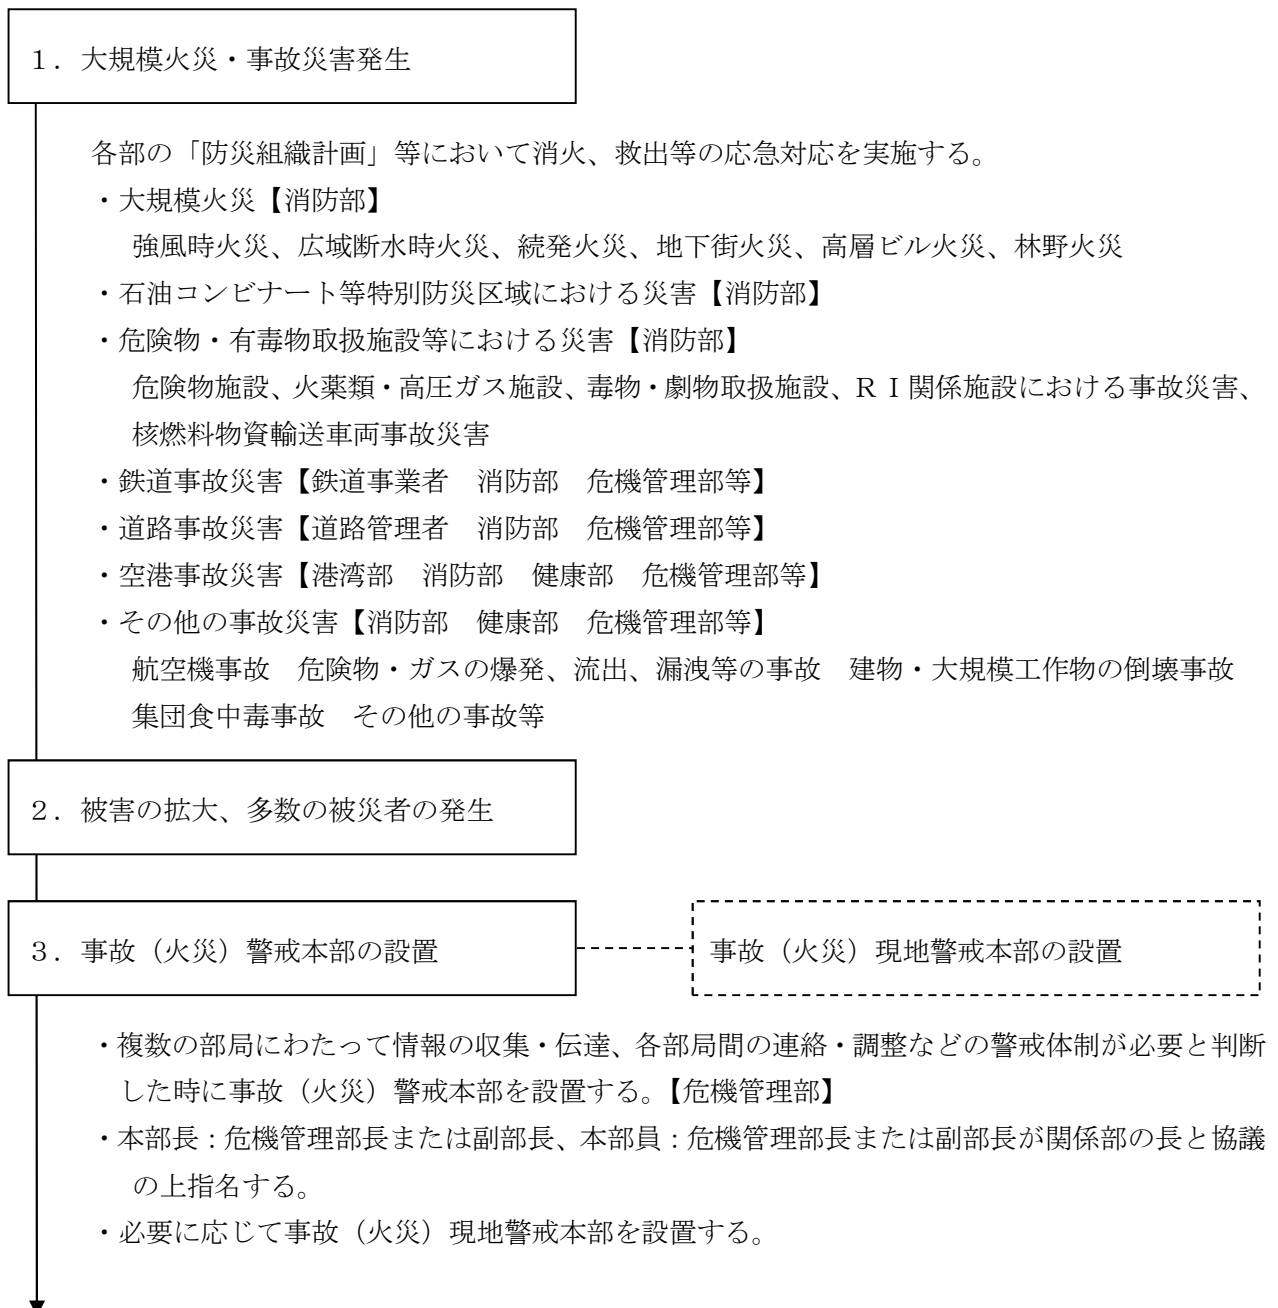 １．大規模火災・事故災害発生
各部の「防災組織計画」等において消火、救出等の応急対応を実施する。
・大規模火災【消防部】
強風時火災、広域断水時火災、続発火災、地下街火災、高層ビル火災、林野火災
・石油コンビナート等特別防災区域における災害【消防部】
・危険物・有毒物取扱施設等における災害【消防部】
危険物施設、火薬類・高圧ガス施設、毒物・劇物取扱施設、ＲＩ関係施設における事故災害、
核燃料物資輸送車両事故災害
・鉄道事故災害【鉄道事業者　消防部　危機管理部等】
・道路事故災害【道路管理者　消防部　危機管理部等】
・空港事故災害【港湾部　消防部　健康部　危機管理部等】
・その他の事故災害【消防部　健康部　危機管理部等】
航空機事故　危険物・ガスの爆発、流出、漏洩等の事故　建物・大規模工作物の倒壊事故
集団食中毒事故　その他の事故等
２．被害の拡大、多数の被災者の発生
３．事故（火災）警戒本部の設置
事故（火災）現地警戒本部の設置
・複数の部局にわたって情報の収集・伝達、各部局間の連絡・調整などの警戒体制が必要と判断
した時に事故（火災）警戒本部を設置する。【危機管理部】
・本部長：危機管理部長または副部長、本部員：危機管理部長または副部長が関係部の長と協議
の上指名する。
・必要に応じて事故（火災）現地警戒本部を設置する。